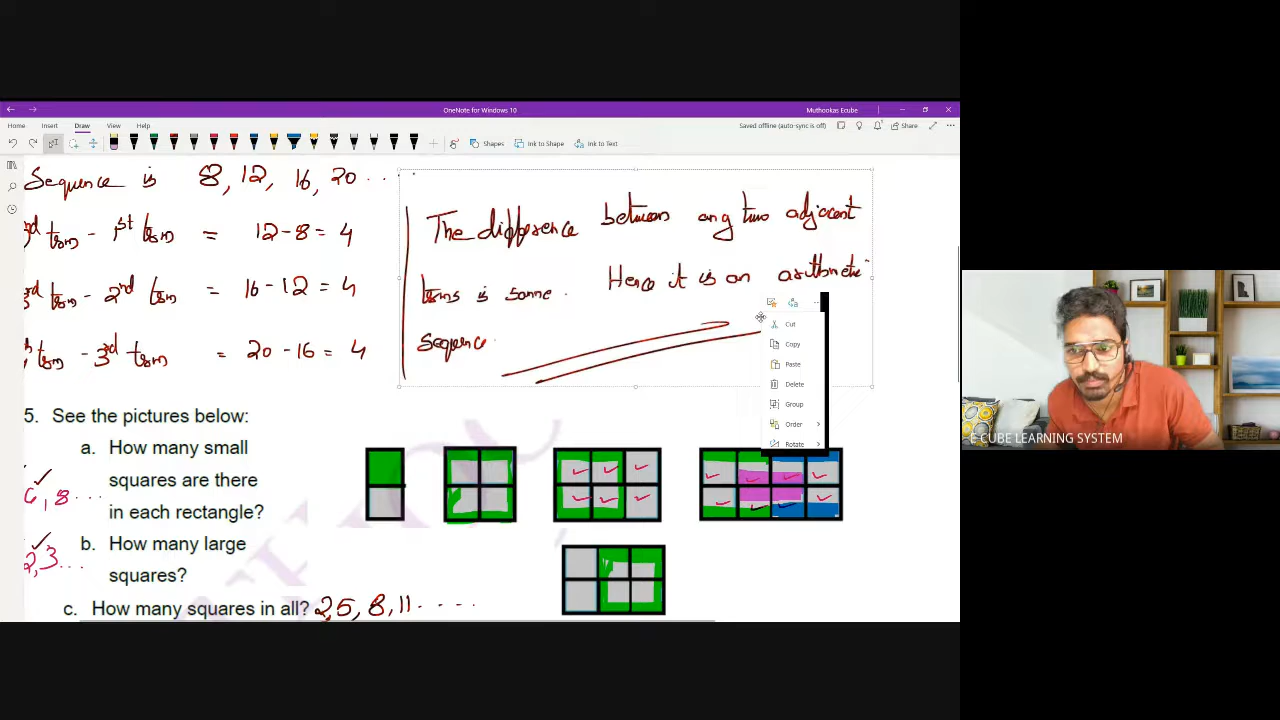 OneNote for Windows 10
Muthookas Ecube
Home Insert Draw View Help
Saved offline (auto-sync is off)
Share
Shapes
Ink to Shape
Ink to Text
Sequence is 8, 12, 16, 20 ....
rd term - 1st term = 12-8 = 4
3rd term - 2nd term = 16-12 = 4
term - 3rd term = 20-16 = 4
The difference between any two adjacent
terms is same. Hence it is an arithmetic
Sequence.
Cut
Copy
Paste
Delete
Group
Order
Rotate
5. See the pictures below:
a. How many small
squares are there
in each rectangle?
6, 8 ...
b. How many large
squares?
2, 3 ...
c. How many squares in all? 2, 5, 8, 11 .....
E CUBE LEARNING SYSTEM